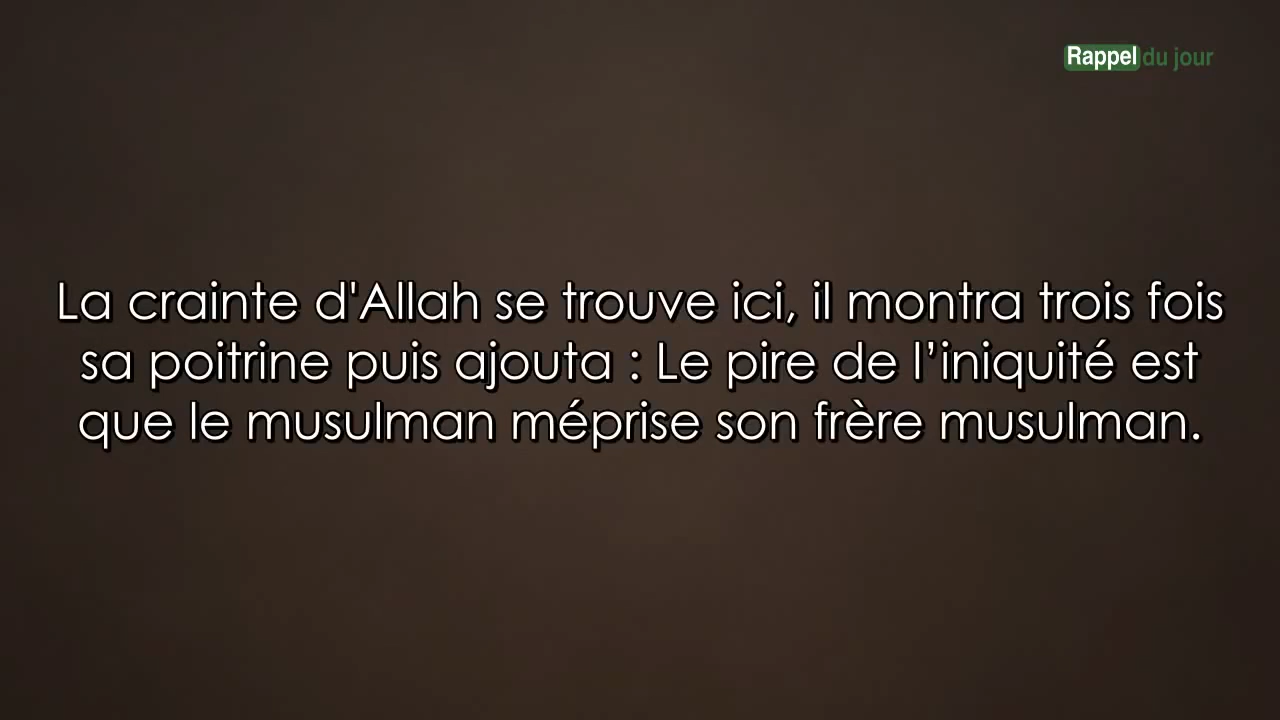 Rappel du jour
La crainte d'Allah se trouve ici, il montra trois fois
sa poitrine puis ajouta : Le pire de l’iniquité est
que le musulman méprise son frère musulman.